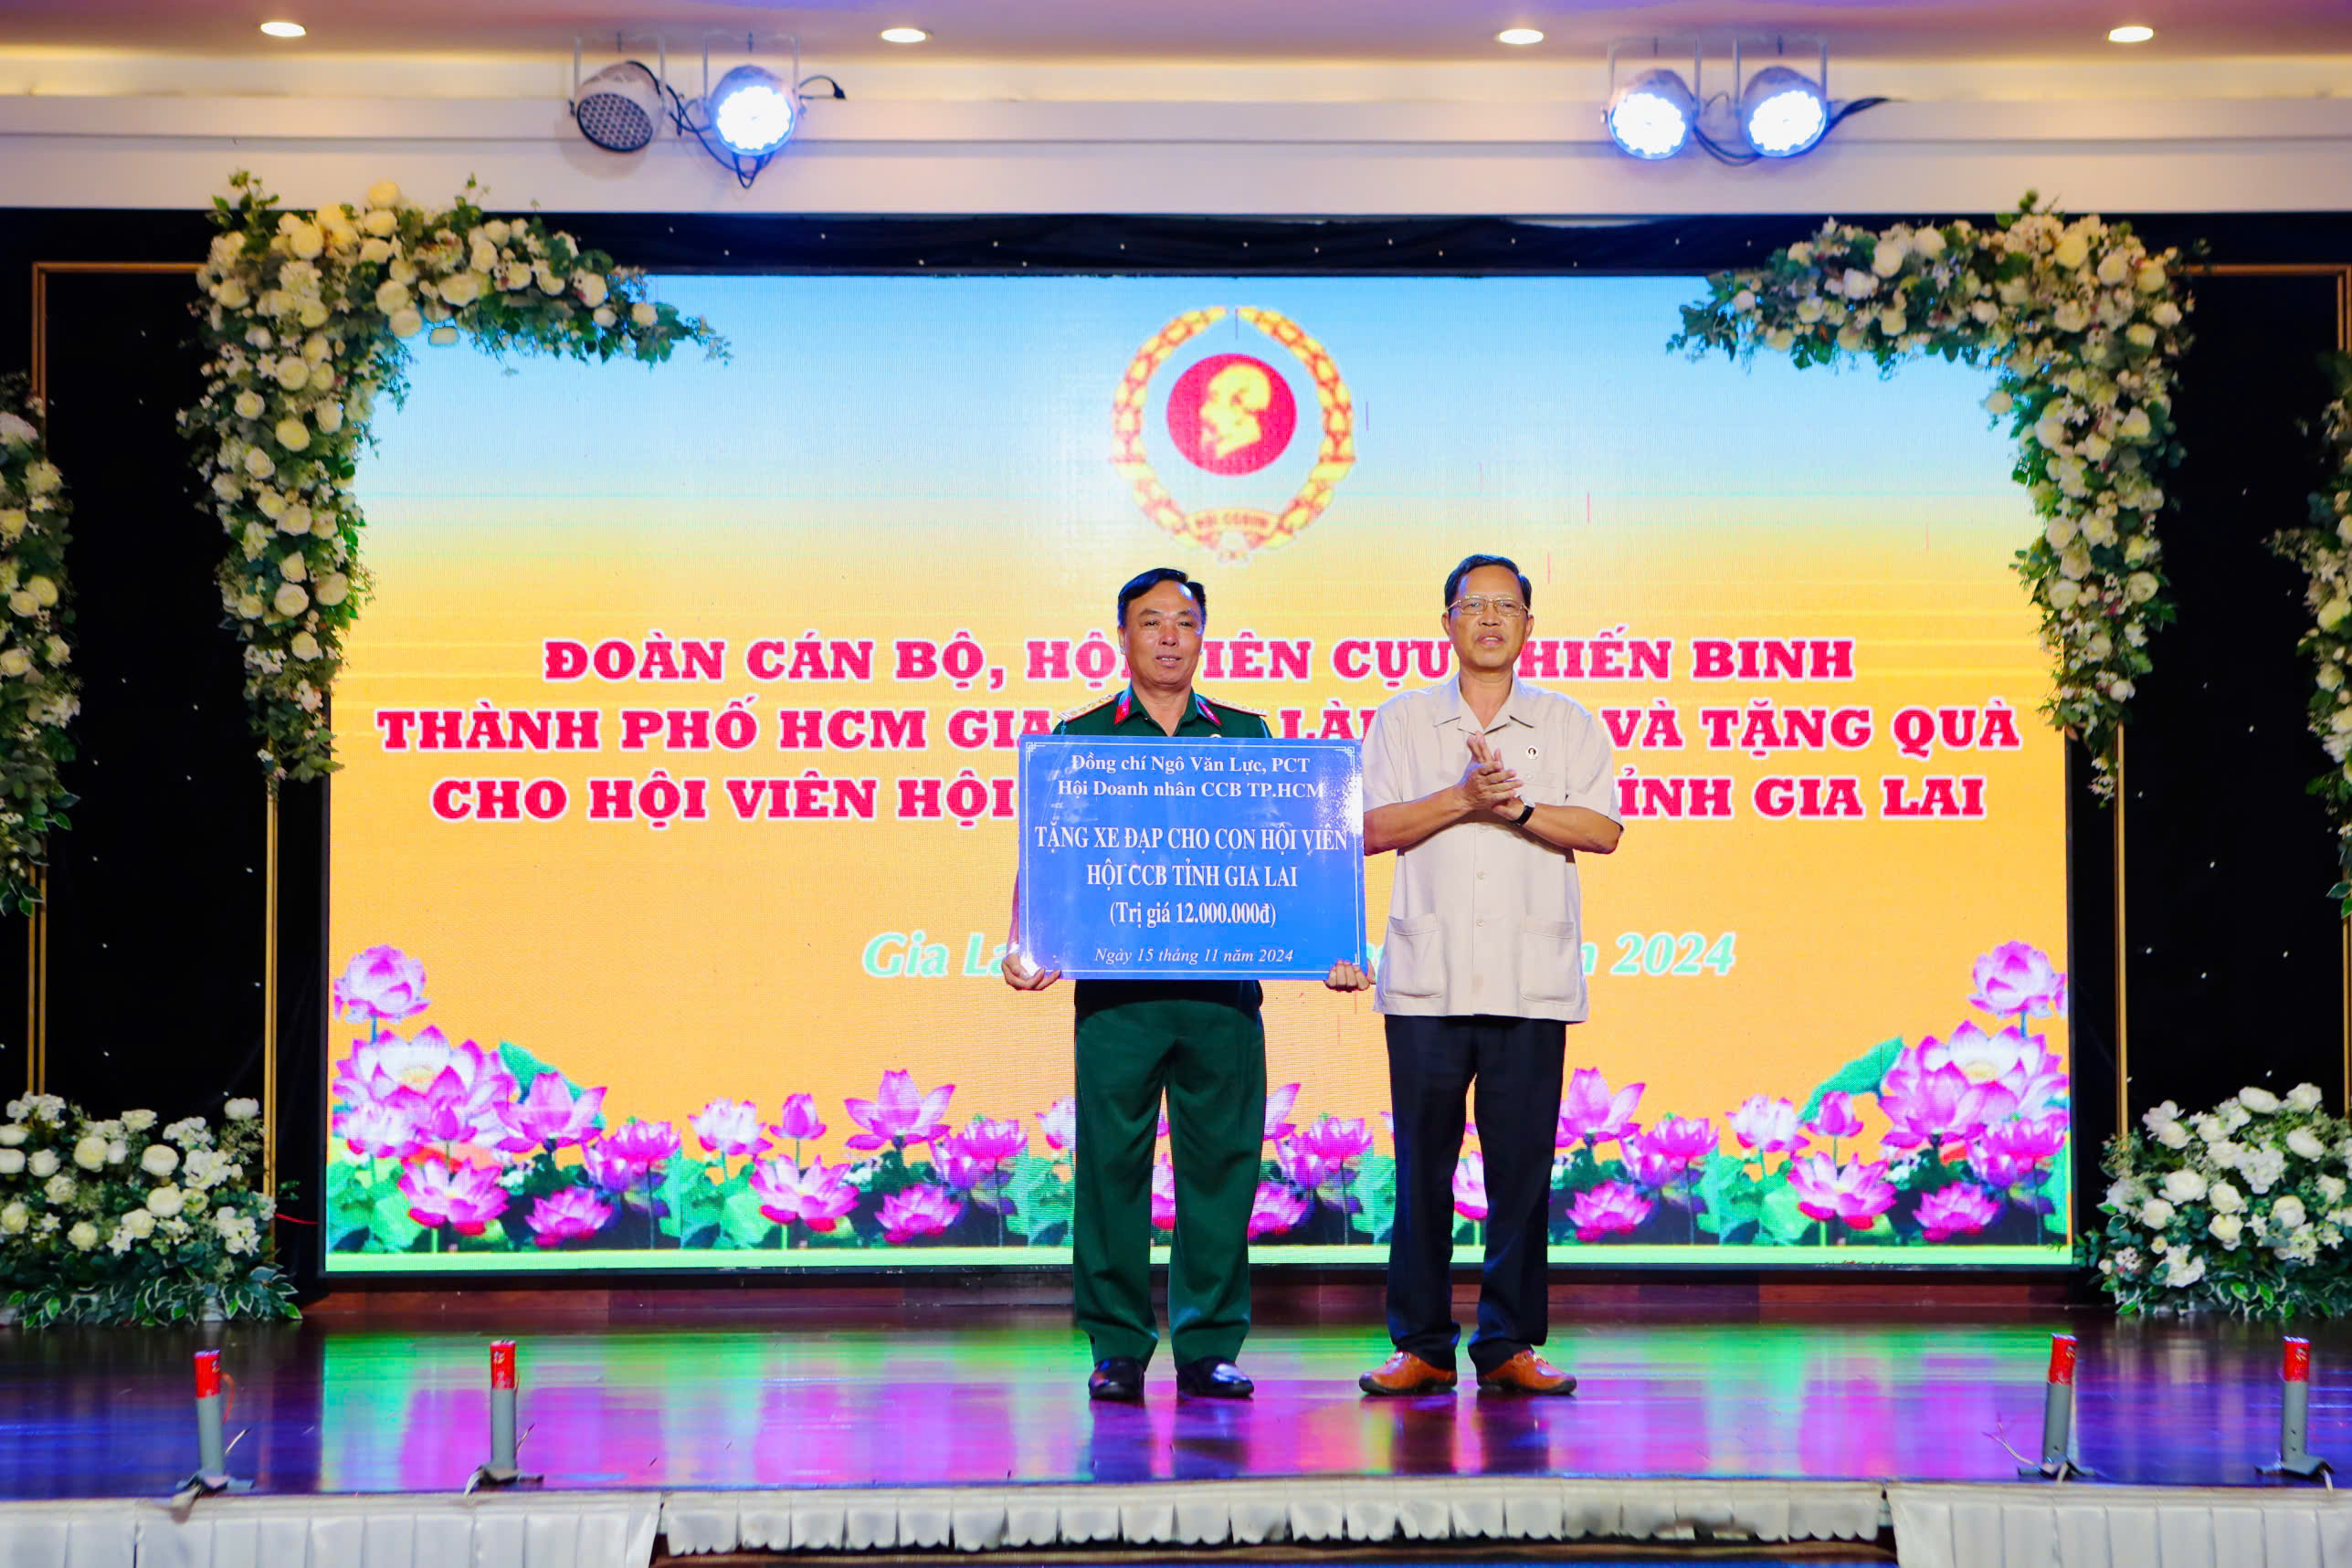 ĐOÀN CÁN BỘ, HỘI IÊN CỰU HIẾN BINH
THÀNH PHỐ HCM GIA LÀ VÀ TẶNG QUÀ
CHO HỘI VIÊN HỘI TỈNH GIA LAI
Gia La 2024
Đồng chí Ngô Văn Lực, PCT
Hội Doanh nhân CCB TP.HCM
TẶNG XE ĐẠP CHO CON HỘI VIÊN
HỘI CCB TỈNH GIA LAI
(Trị giá 12.000.000đ)
Ngày 15 tháng 11 năm 2024